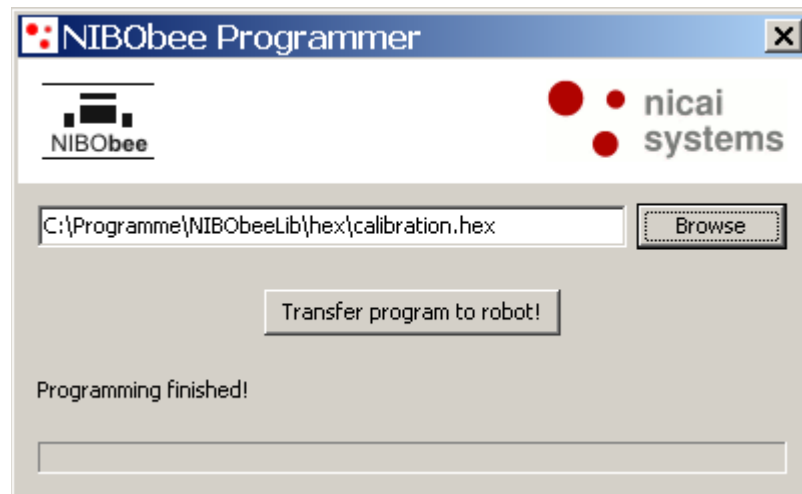 NIBObee Programmer
NIBObee
nicai
systems
C:\Programme\NIBObeeLib\hex\calibration.hex
Browse
Transfer program to robot!
Programming finished!